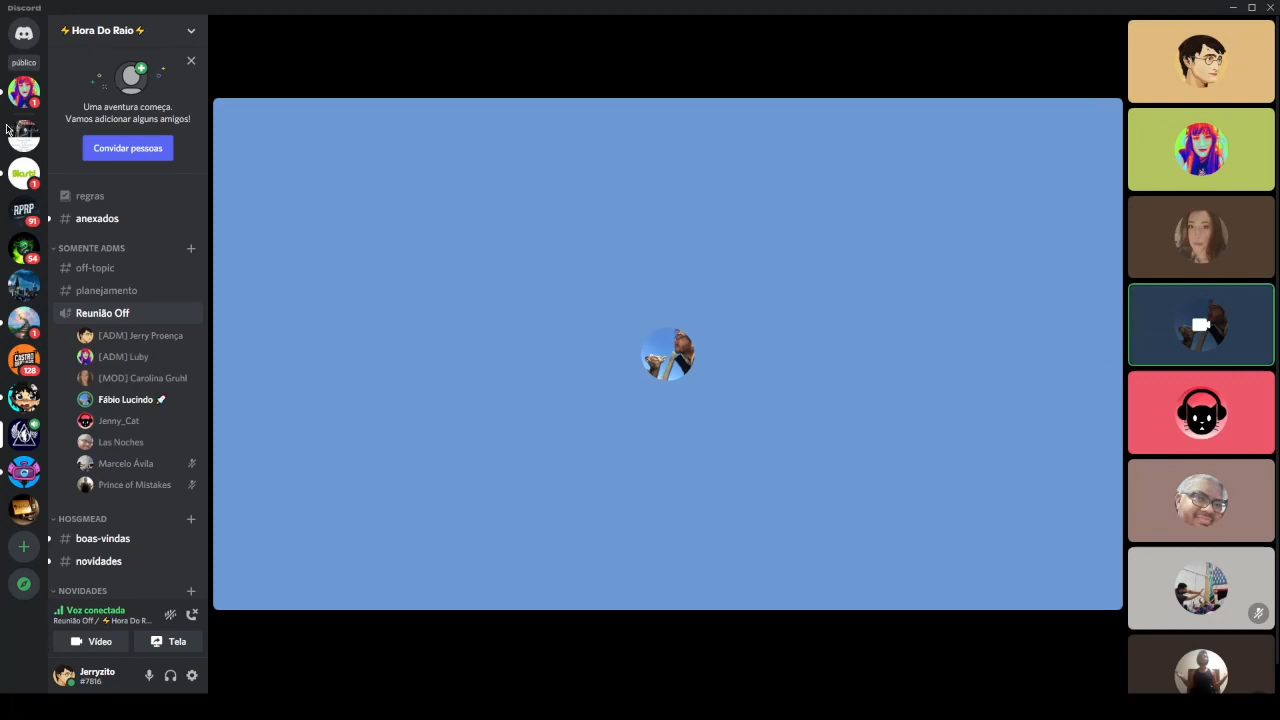 Discord
⚡Hora Do Raio⚡
público
1
Uma aventura começa.
Vamos adicionar alguns amigos!
Convidar pessoas
1
regras
RPRP
91
anexados
SOMENTE ADMS
54
off-topic
planejamento
Reunião Off
1
[ADM] Jerry Proença
[ADM] Luby
128
[MOD] Carolina Gruhl
Fábio Lucindo 🚀
Jenny_Cat
Las Noches
Marcelo Ávila
Prince of Mistakes
HOSGMEAD
boas-vindas
novidades
NOVIDADES
Voz conectada
Reunião Off / ⚡Hora Do R...
Vídeo
Tela
Jerryzito
#7816